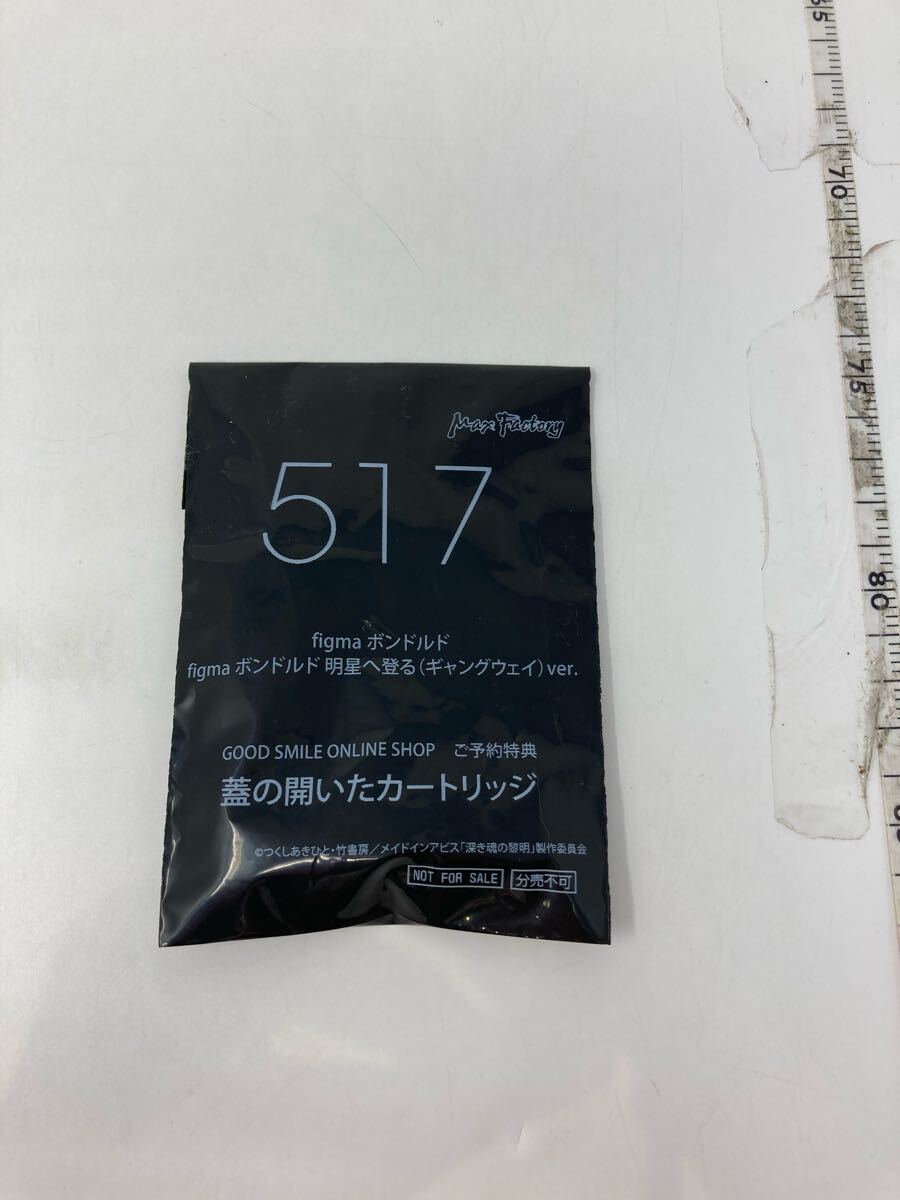 Max Factory
517
figma ボンドルド
figma ボンドルド 明星へ登る（ギャングウェイ）ver.
GOOD SMILE ONLINE SHOP　ご予約特典
蓋の開いたカートリッジ
©つくしあきひと・竹書房／メイドインアビス「深き魂の黎明」製作委員会
NOT FOR SALE 分売不可
65
70
75
80